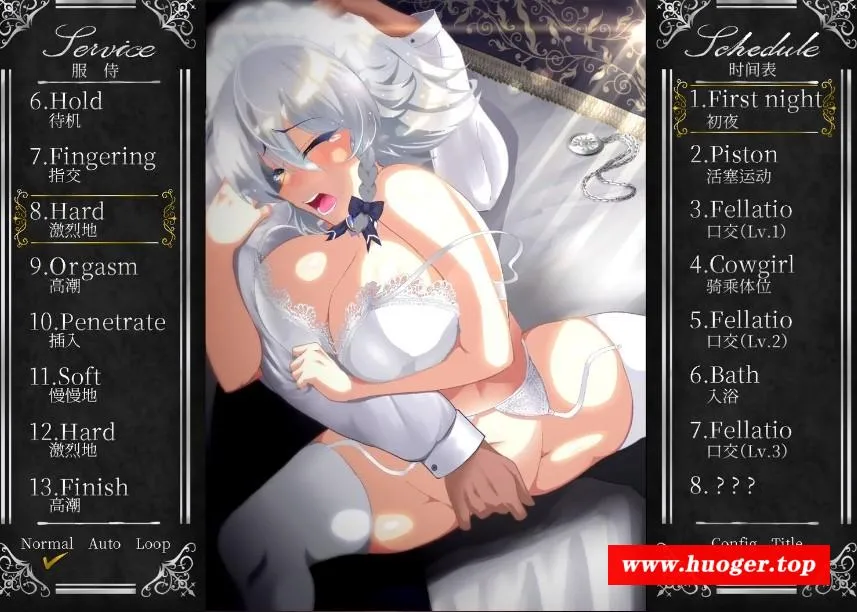 Service
服 侍
6.Hold
待机
7.Fingering
指交
8.Hard
激烈地
9.Orgasm
高潮
10.Penetrate
插入
11.Soft
慢慢地
12.Hard
激烈地
13.Finish
高潮
Normal Auto Loop
Schedule
时间表
1.First night
初夜
2.Piston
活塞运动
3.Fellatio
口交(Lv.1)
4.Cowgirl
骑乘体位
5.Fellatio
口交(Lv.2)
6.Bath
入浴
7.Fellatio
口交(Lv.3)
8.???
Config Title
www.huoger.top